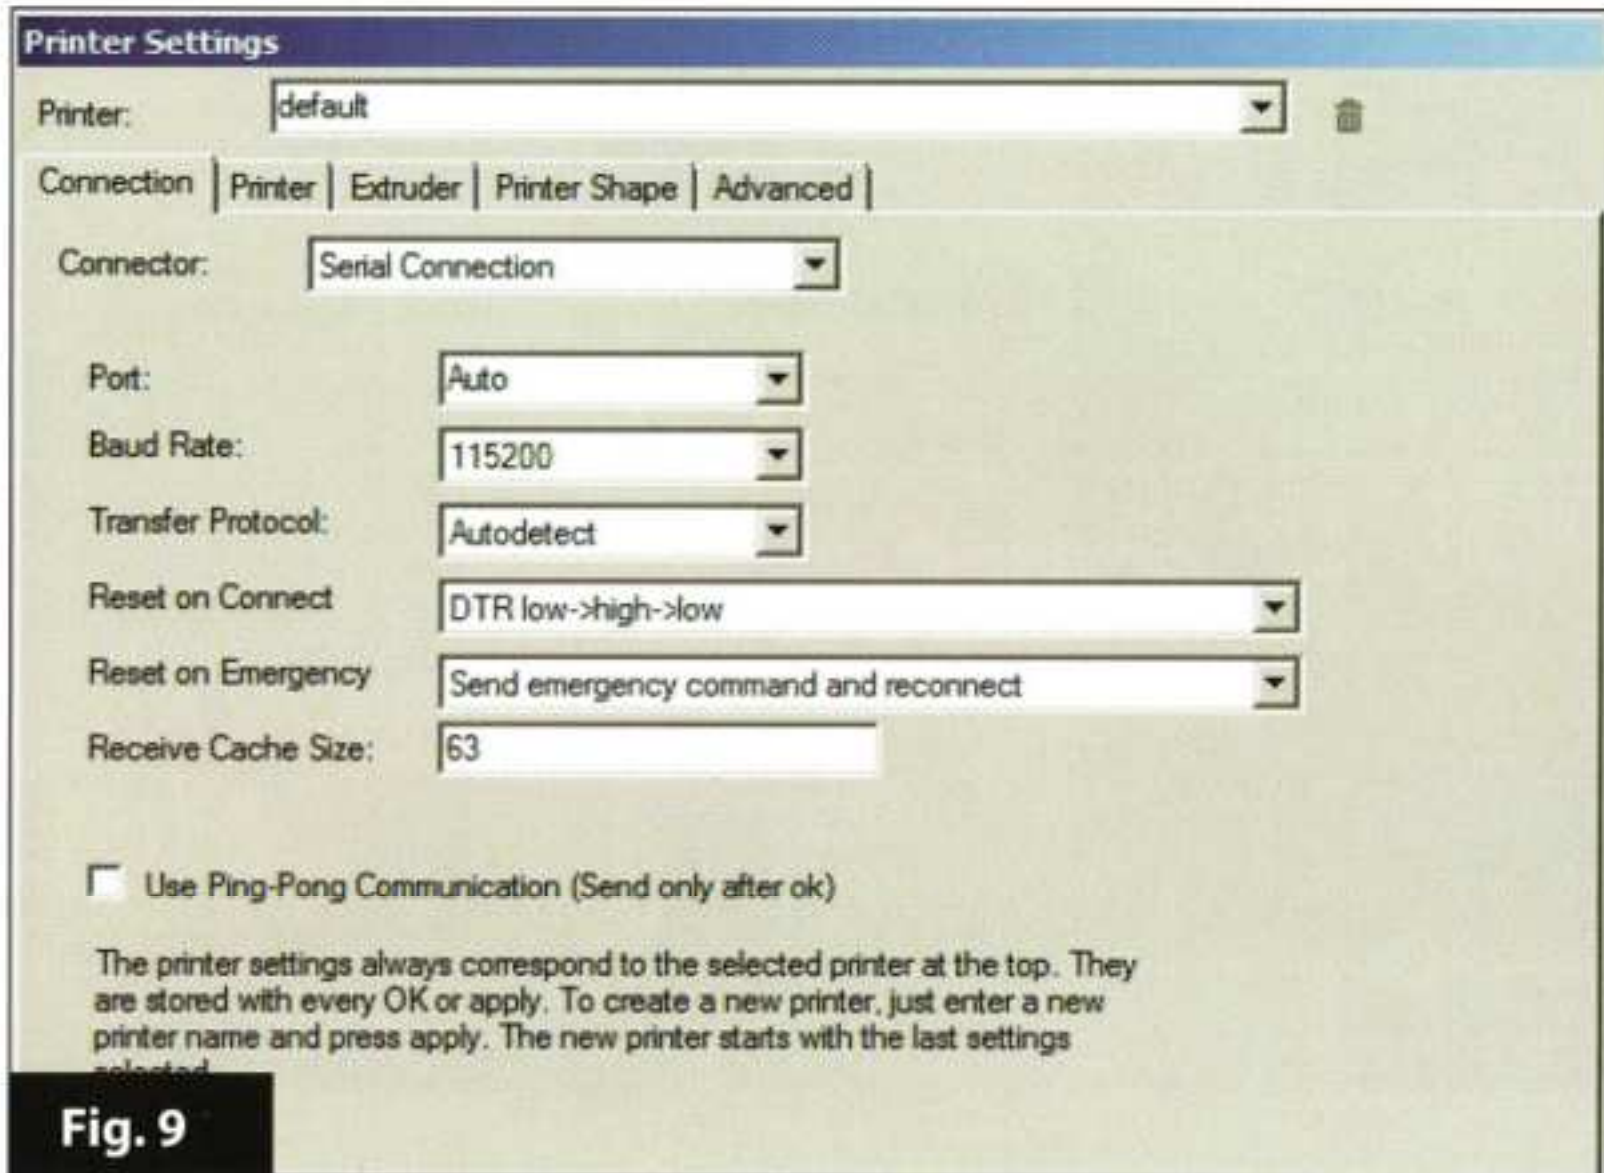 Printer Settings
Printer: default
Connection Printer Extruder Printer Shape Advanced
Connector: Serial Connection
Port: Auto
Baud Rate: 115200
Transfer Protocol: Autodetect
Reset on Connect DTR low->high->low
Reset on Emergency Send emergency command and reconnect
Receive Cache Size: 63
Use Ping-Pong Communication (Send only after ok)
The printer settings always correspond to the selected printer at the top. They
are stored with every OK or apply. To create a new printer, just enter a new
printer name and press apply. The new printer starts with the last settings
selected.
Fig. 9